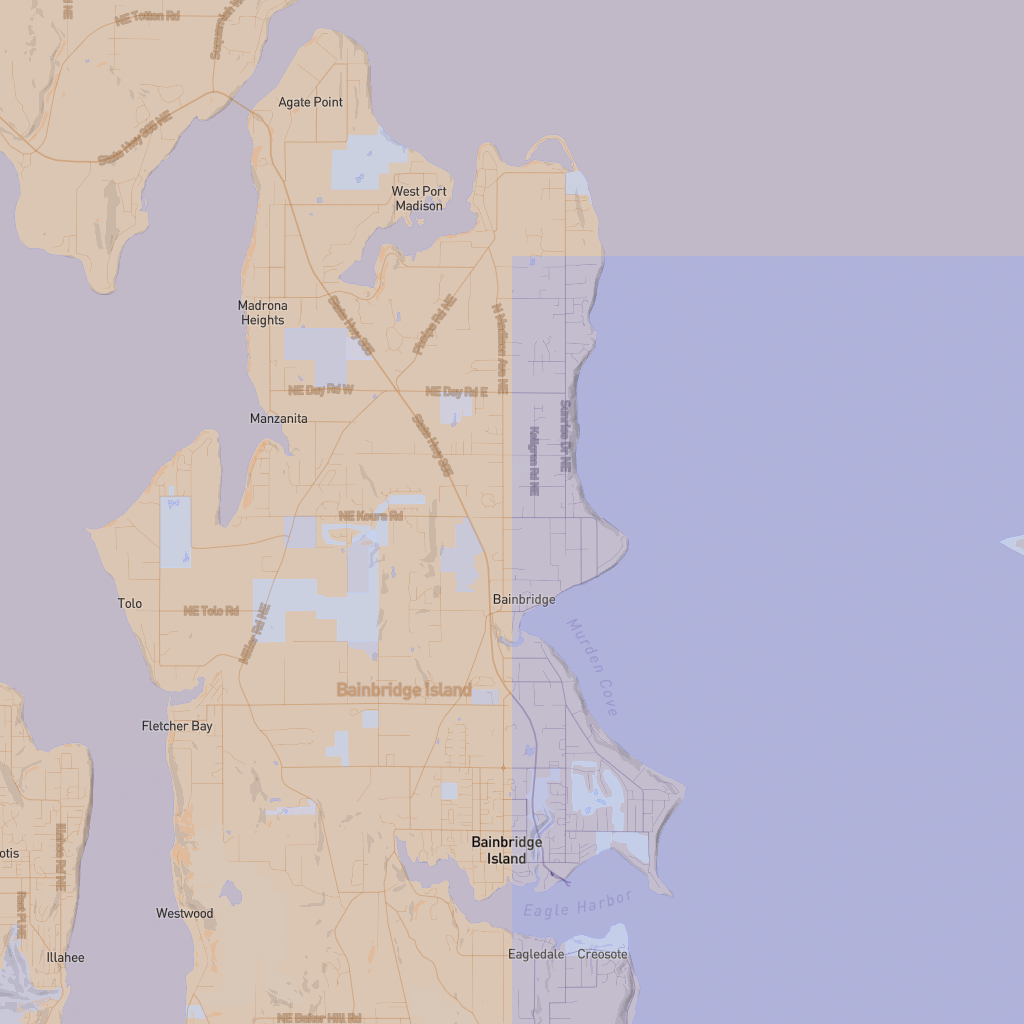 NE Totten Rd
Agate Point
State Hwy 305 NE
West Port
Madison
Madrona
Heights
State Hwy 305
Phelps Rd NE
N Madison Ave NE
NE Day Rd W
NE Day Rd E
Manzanita
State Hwy 305
Sunrise Dr NE
NE Koura Rd
Tolo
NE Tolo Rd
Miller Rd NE
Bainbridge
Murden Cove
Bainbridge Island
Fletcher Bay
Bainbridge
Island
otis
Eagle Harbor
Westwood
Illahee
Eagledale
Creosote
NE Baker Hill Rd